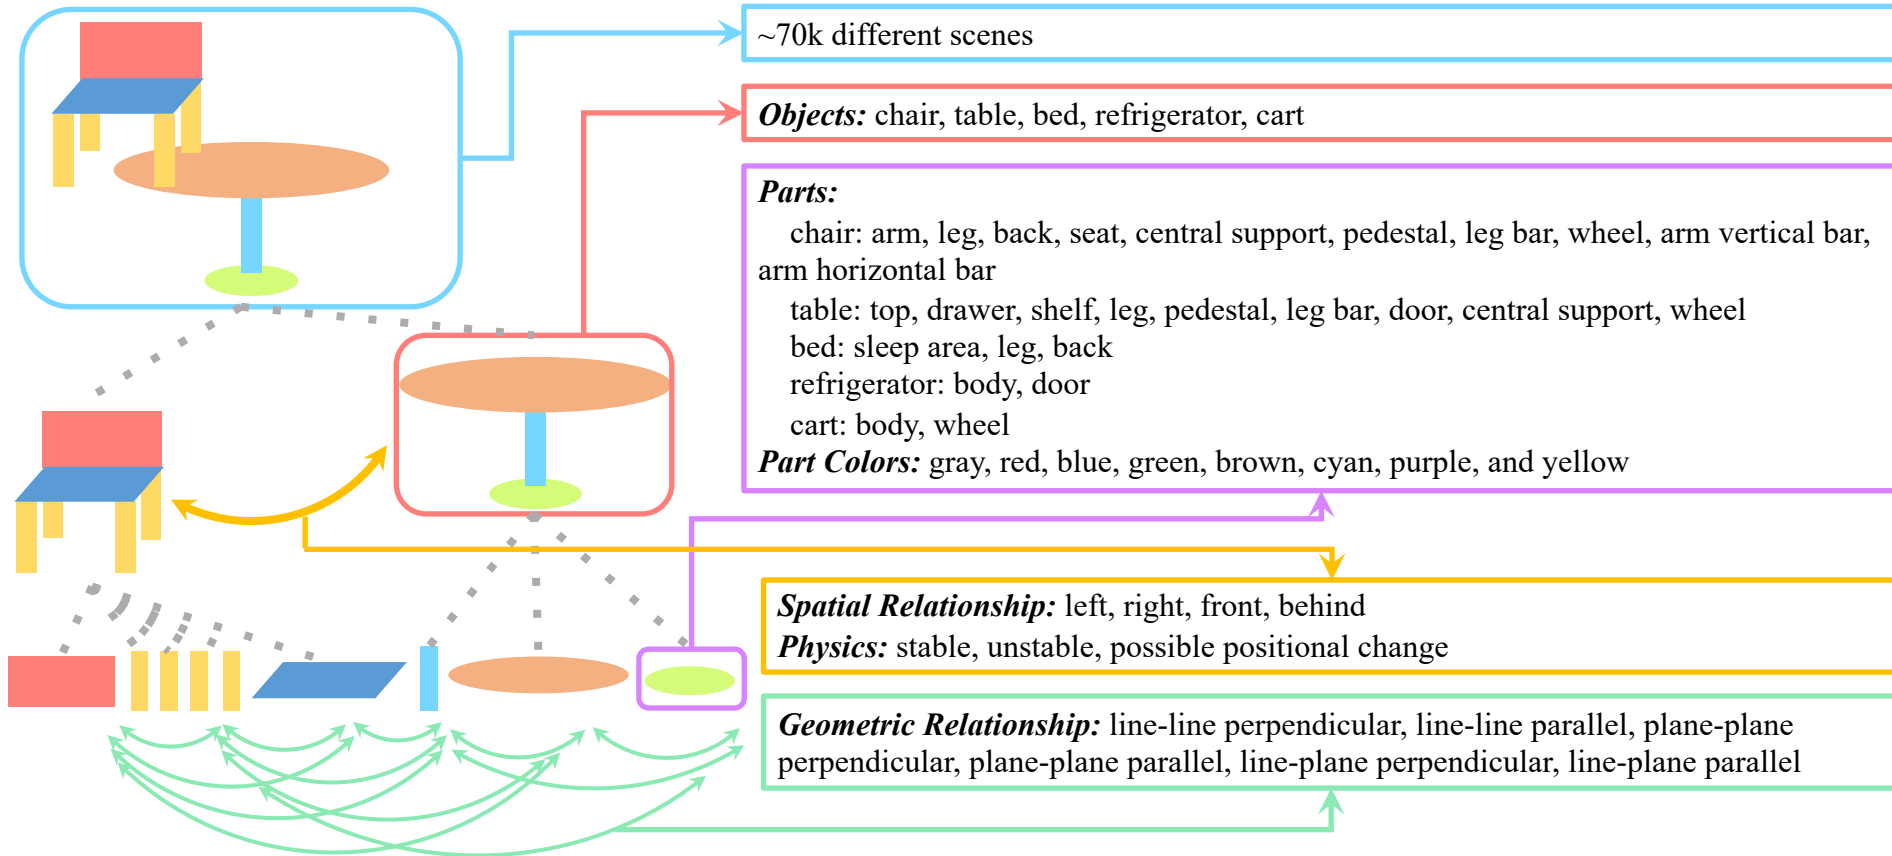 ~70k different scenes
Objects: chair, table, bed, refrigerator, cart
Parts:
chair: arm, leg, back, seat, central support, pedestal, leg bar, wheel, arm vertical bar,
arm horizontal bar
table: top, drawer, shelf, leg, pedestal, leg bar, door, central support, wheel
bed: sleep area, leg, back
refrigerator: body, door
cart: body, wheel
Part Colors: gray, red, blue, green, brown, cyan, purple, and yellow
Spatial Relationship: left, right, front, behind
Physics: stable, unstable, possible positional change
Geometric Relationship: line-line perpendicular, line-line parallel, plane-plane
perpendicular, plane-plane parallel, line-plane perpendicular, line-plane parallel